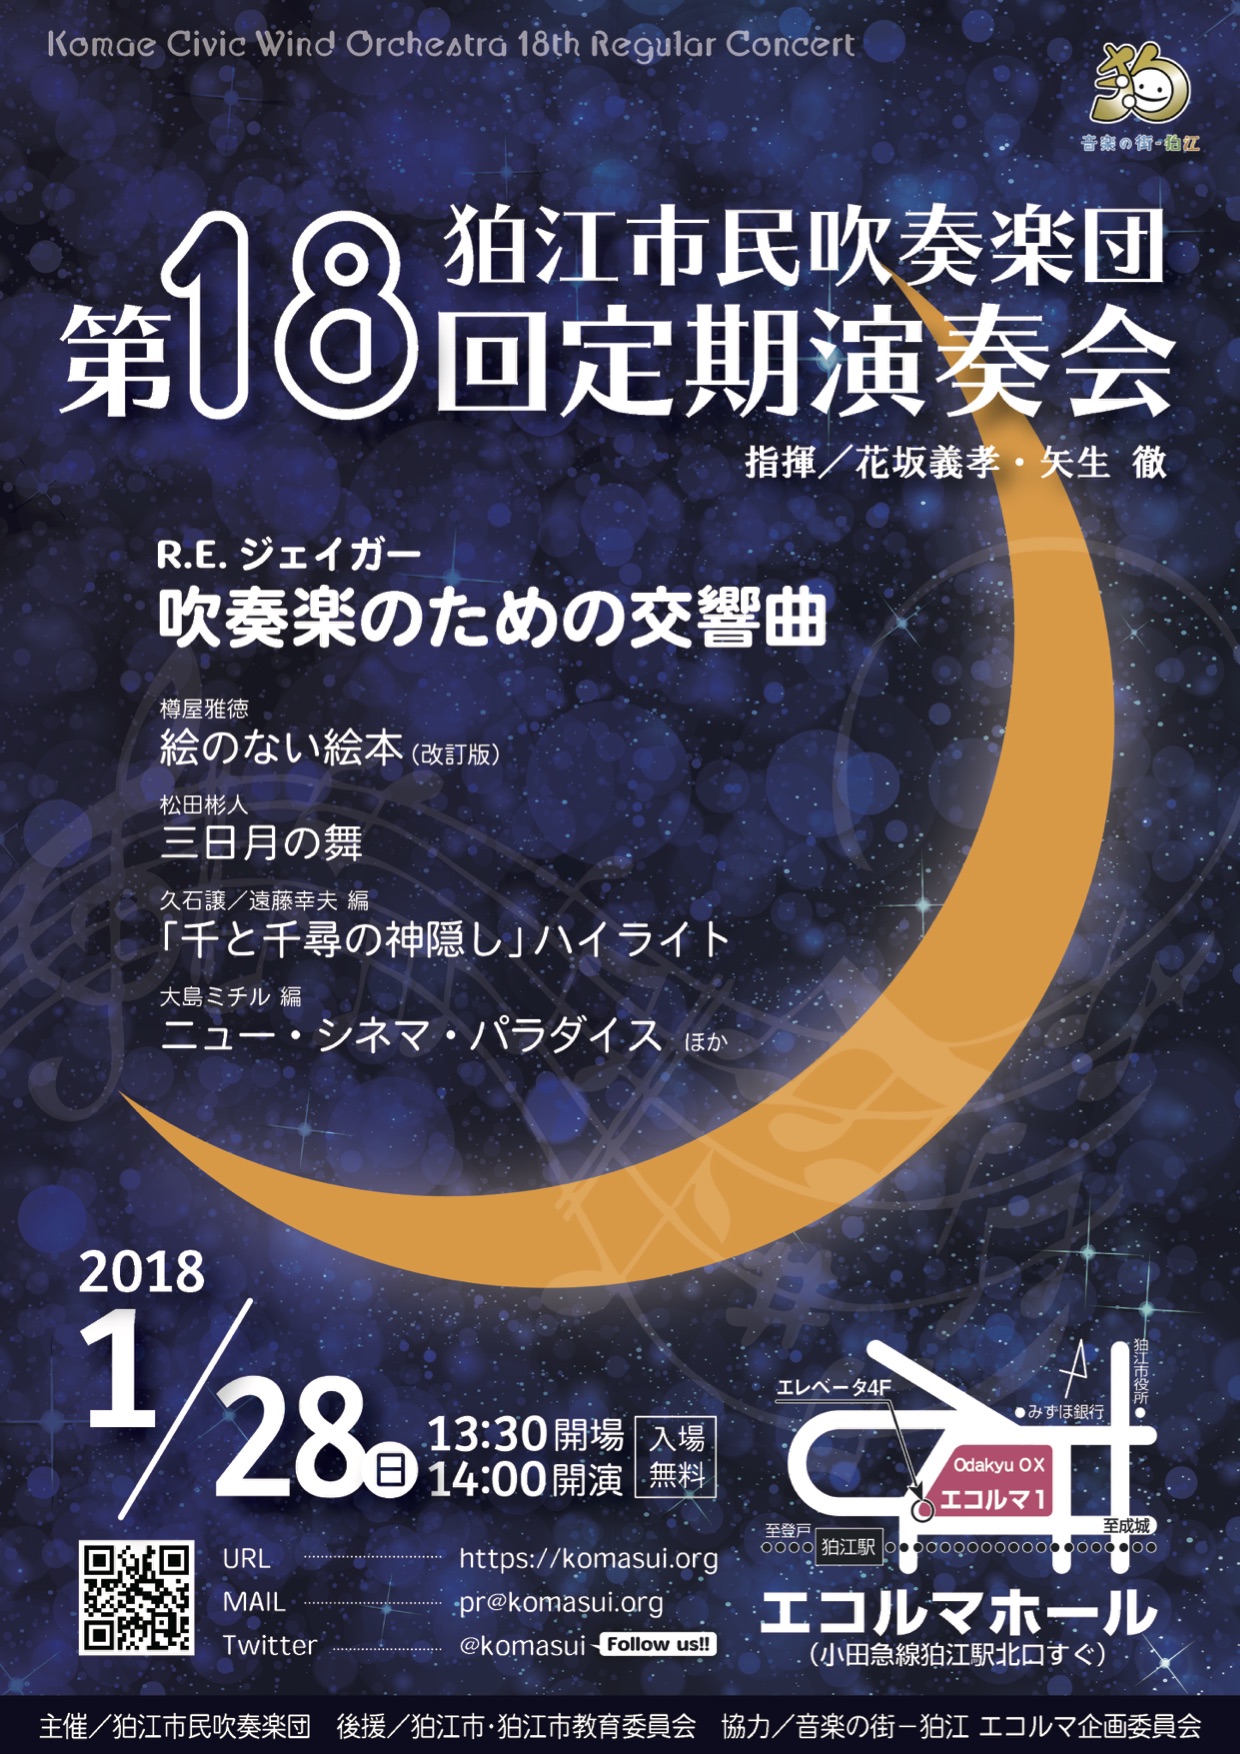 Komae Civic Wind Orchestra 18th Regular Concert
音楽の街-狛江
狛江市民吹奏楽団
第18回定期演奏会
指揮／花坂義孝・矢生 徹
R.E. ジェイガー
吹奏楽のための交響曲
樽屋雅徳
絵のない絵本（改訂版）
松田彬人
三日月の舞
久石譲／遠藤幸夫 編
「千と千尋の神隠し」ハイライト
大島ミチル 編
ニュー・シネマ・パラダイス ほか
2018
1/28日
13:30開場
14:00開演
入場
無料
URL https://komasui.org
MAIL pr@komasui.org
Twitter @komasui Follow us!!
エレベータ4F
狛江市役所
みずほ銀行
Odakyu OX
エコルマ1
至登戸
狛江駅
至成城
エコルマホール
（小田急線狛江駅北口すぐ）
主催／狛江市民吹奏楽団 後援／狛江市･狛江市教育委員会 協力／音楽の街－狛江 エコルマ企画委員会